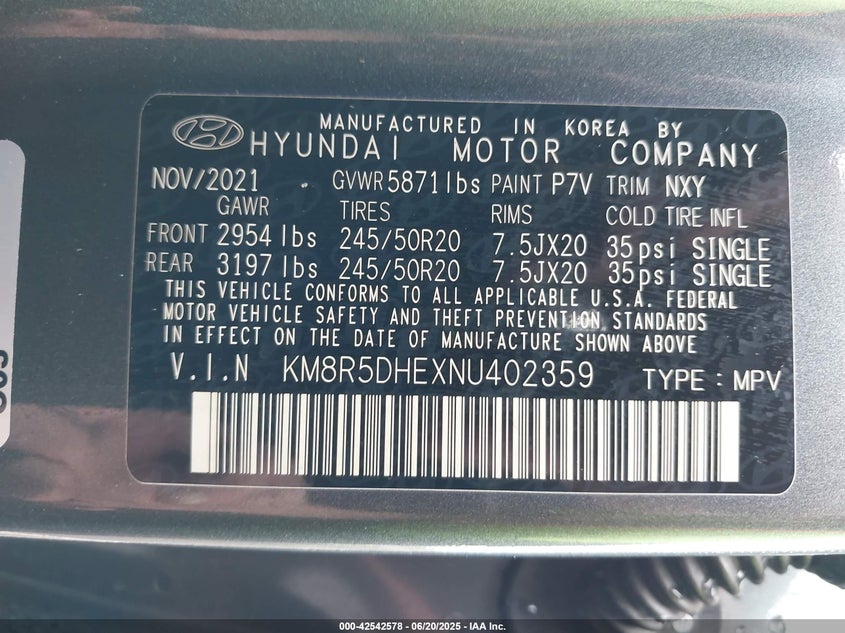 MANUFACTURED IN KOREA BY
HYUNDAI MOTOR COMPANY
NOV/2021 GVWR 5871lbs PAINT P7V TRIM NXY
GAWR TIRES RIMS COLD TIRE INFL
FRONT 2954 lbs 245/50R20 7.5JX20 35psi SINGLE
REAR 3197 lbs 245/50R20 7.5JX20 35psi SINGLE
THIS VEHICLE CONFORMS TO ALL APPLICABLE U.S.A. FEDERAL
MOTOR VEHICLE SAFETY AND THEFT PREVENTION STANDARDS
IN EFFECT ON THE DATE OF MANUFACTURE SHOWN ABOVE.
V.I.N KM8R5DHEXNU402359 TYPE : MPV
000-42542578 - 06/20/2025 - IAA Inc.